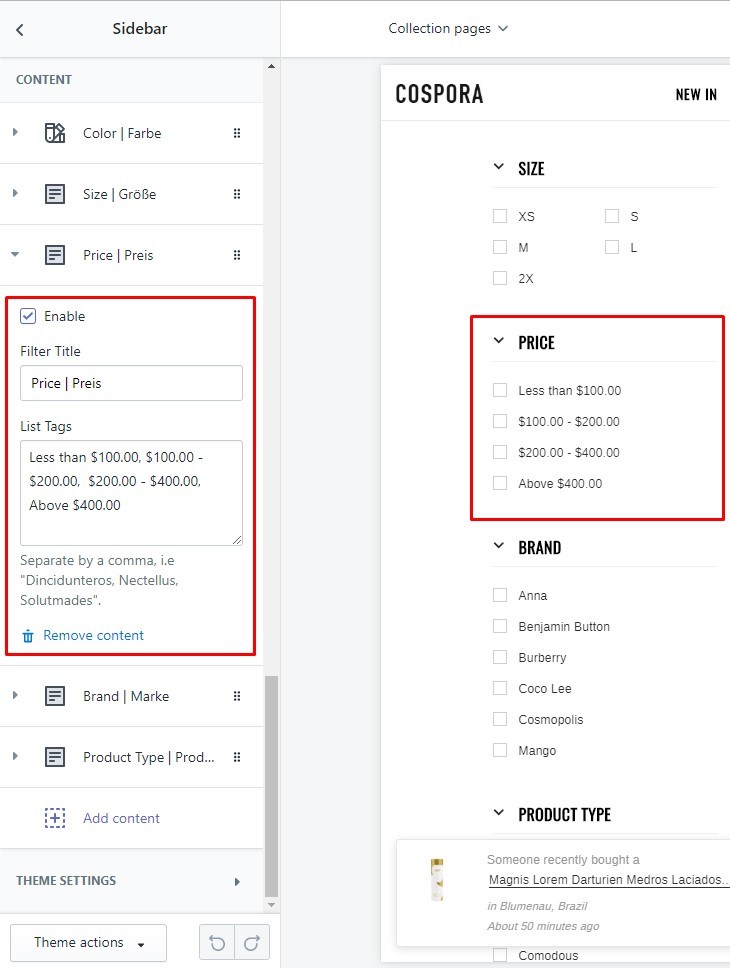 Sidebar
CONTENT
Color | Farbe
Size | Größe
Price | Preis
Enable
Filter Title
Price | Preis
List Tags
Less than $100.00, $100.00 -
$200.00,  $200.00 - $400.00,
Above $400.00
Separate by a comma, i.e
"Dincidunteros, Nectellus,
Solutmades".
Remove content
Brand | Marke
Product Type | Prod...
Add content
THEME SETTINGS
Theme actions
Collection pages
COSPORA
NEW IN
SIZE
XS
S
M
L
2X
PRICE
Less than $100.00
$100.00 - $200.00
$200.00 - $400.00
Above $400.00
BRAND
Anna
Benjamin Button
Burberry
Coco Lee
Cosmopolis
Mango
PRODUCT TYPE
Someone recently bought a
Magnis Lorem Darturien Medros Laciados...
in Blumenau, Brazil
About 50 minutes ago
Comodous